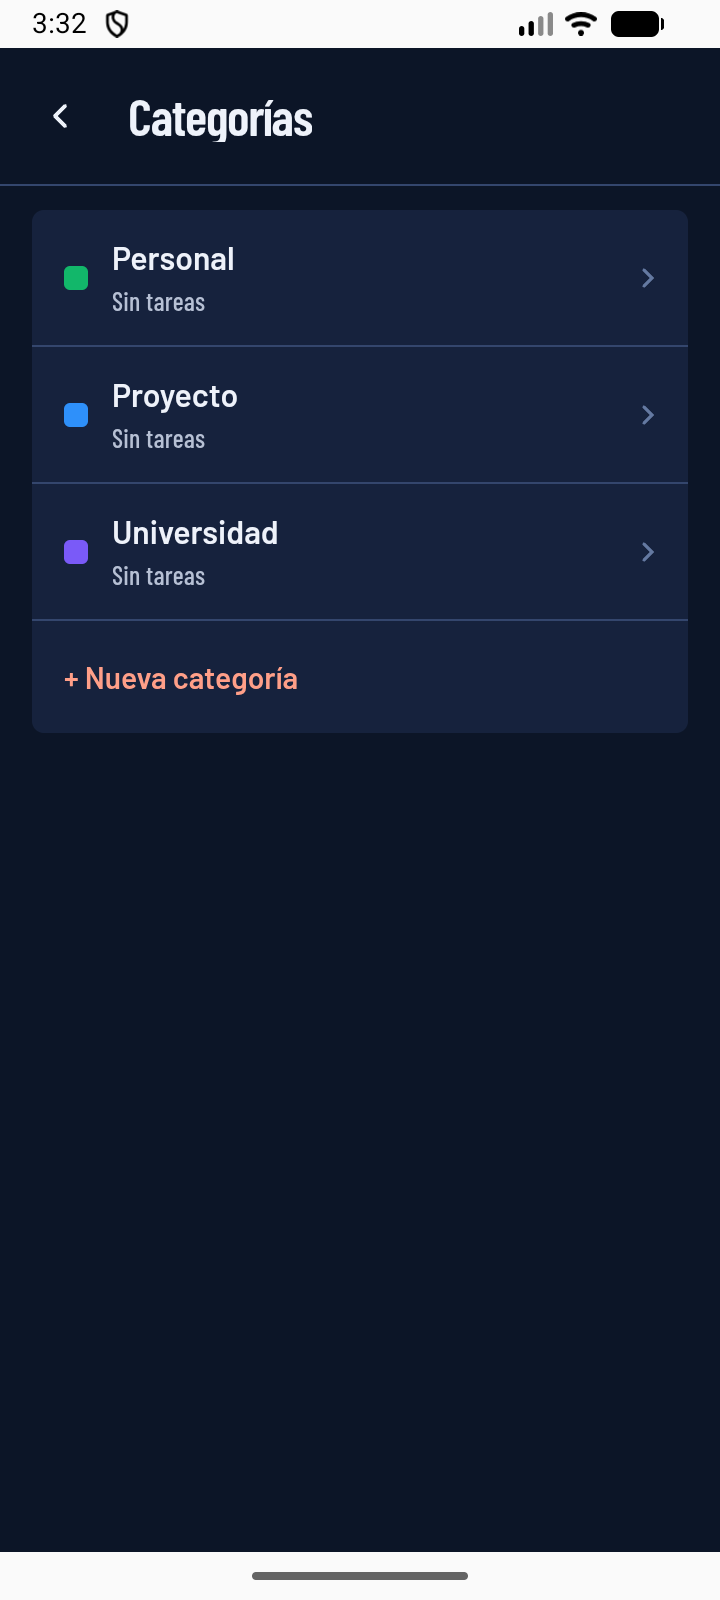 3:32
Categorías
Personal
Sin tareas
Proyecto
Sin tareas
Universidad
Sin tareas
+ Nueva categoría